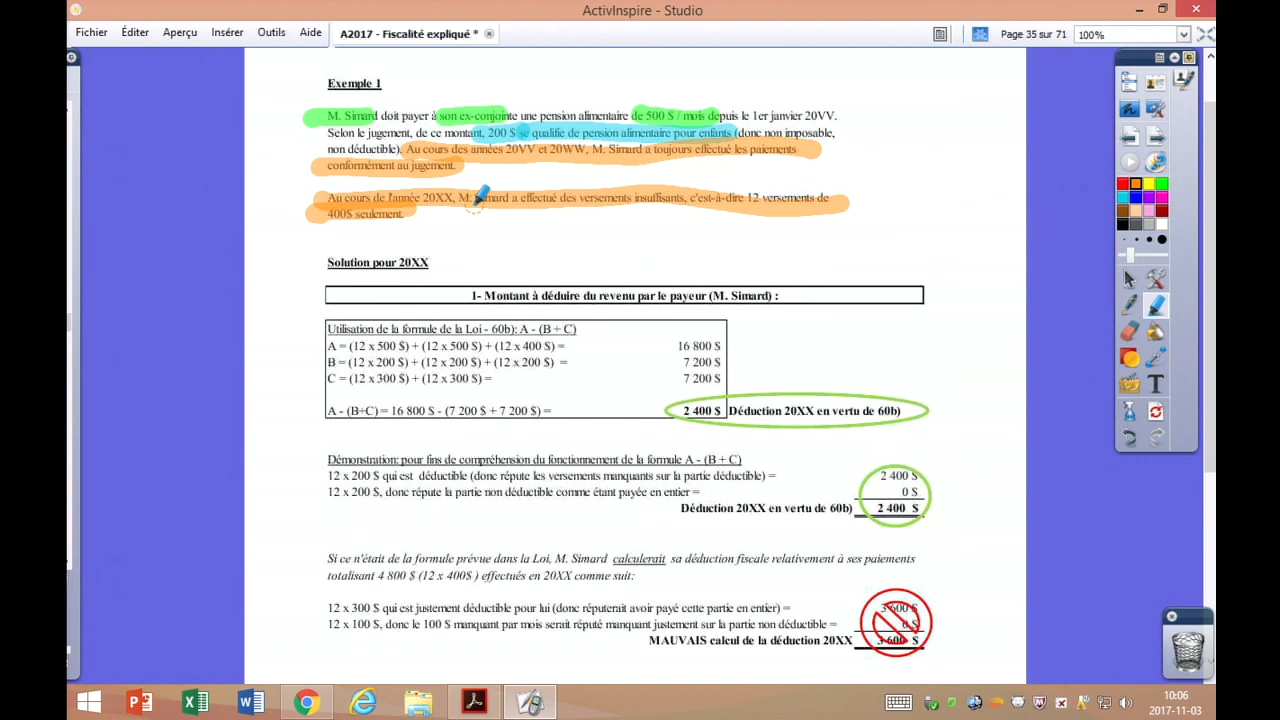 ActivInspire - Studio
Fichier Éditer Aperçu Insérer Outils Aide A2017 - Fiscalité expliqué * Page 35 sur 71 100%
Exemple 1
M. Simard doit payer à son ex-conjointe une pension alimentaire de 500 $ / mois depuis le 1er janvier 20VV.
Selon le jugement, de ce montant, 200 $ se qualifie de pension alimentaire pour enfants (donc non imposable,
non déductible). Au cours des années 20VV et 20WW, M. Simard a toujours effectué les paiements
conformément au jugement.
Au cours de l'année 20XX, M. Simard a effectué des versements insuffisants, c'est-à-dire 12 versements de
400$ seulement.
Solution pour 20XX
1- Montant à déduire du revenu par le payeur (M. Simard) :
Utilisation de la formule de la Loi - 60b): A - (B + C)
A = (12 x 500 $) + (12 x 500 $) + (12 x 400 $) = 16 800 $
B = (12 x 200 $) + (12 x 200 $) + (12 x 200 $) = 7 200 $
C = (12 x 300 $) + (12 x 300 $) = 7 200 $
A - (B+C) = 16 800 $ - (7 200 $ + 7 200 $) = 2 400 $ Déduction 20XX en vertu de 60b)
Démonstration: pour fins de compréhension du fonctionnement de la formule A - (B + C)
12 x 200 $ qui est déductible (donc répute les versements manquants sur la partie déductible) = 2 400 $
12 x 200 $, donc répute la partie non déductible comme étant payée en entier = 0 $
Déduction 20XX en vertu de 60b) 2 400 $
Si ce n'était de la formule prévue dans la Loi, M. Simard calculerait sa déduction fiscale relativement à ses paiements
totalisant 4 800 $ (12 x 400$ ) effectués en 20XX comme suit:
12 x 300 $ qui est justement déductible pour lui (donc réputerait avoir payé cette partie en entier) = 3 600 $
12 x 100 $, donc le 100 $ manquant par mois serait réputé manquant justement sur la partie non déductible = 0 $
MAUVAIS calcul de la déduction 20XX 3 600 $
10:06
2017-11-03